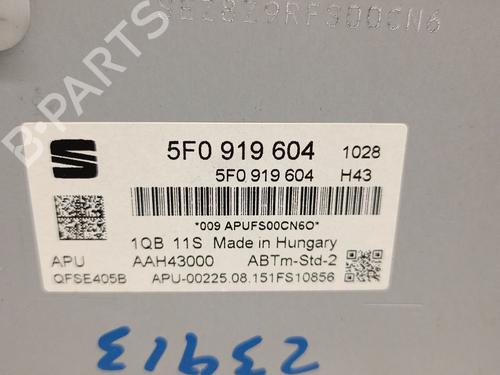 9E2829RFS00CN6
B-PARTS
5F0 919 604 1028
5F0 919 604 H43
*009 APUFS00CN6O*
1QB 11S Made in Hungary
APU AAH43000 ABTm-Std-2
QFSE405B APU-00225.08.151FS10856
23913